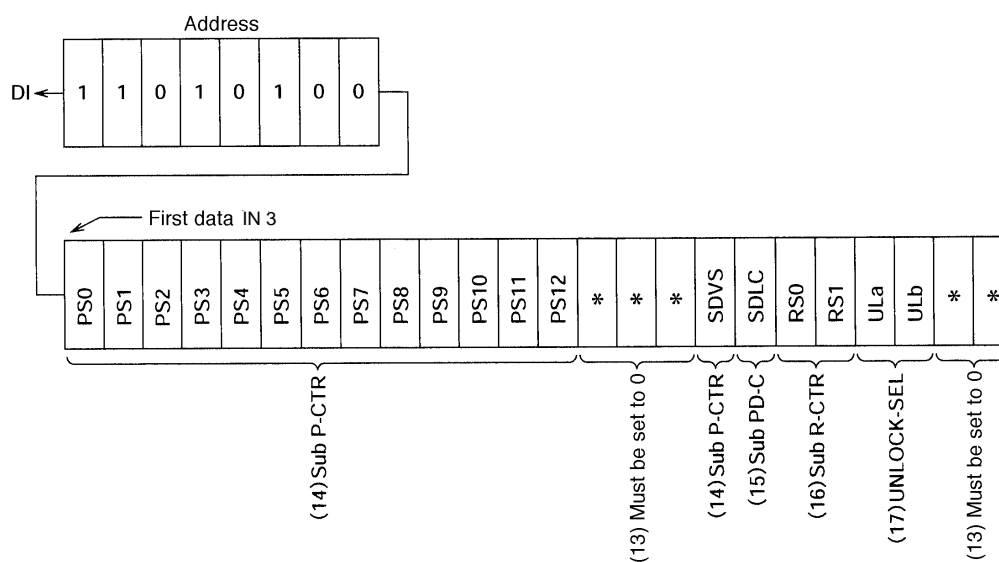 Address
DI
1 1 0 1 0 1 0 0
First data IN 3
PS0 PS1 PS2 PS3 PS4 PS5 PS6 PS7 PS8 PS9 PS10 PS11 PS12 * * * SDVS SDLC RS0 RS1 ULa ULb * *
(14) Sub P-CTR
(13) Must be set to 0
(14) Sub P-CTR
(15) Sub PD-C
(16) Sub R-CTR
(17) UNLOCK-SEL
(13) Must be set to 0